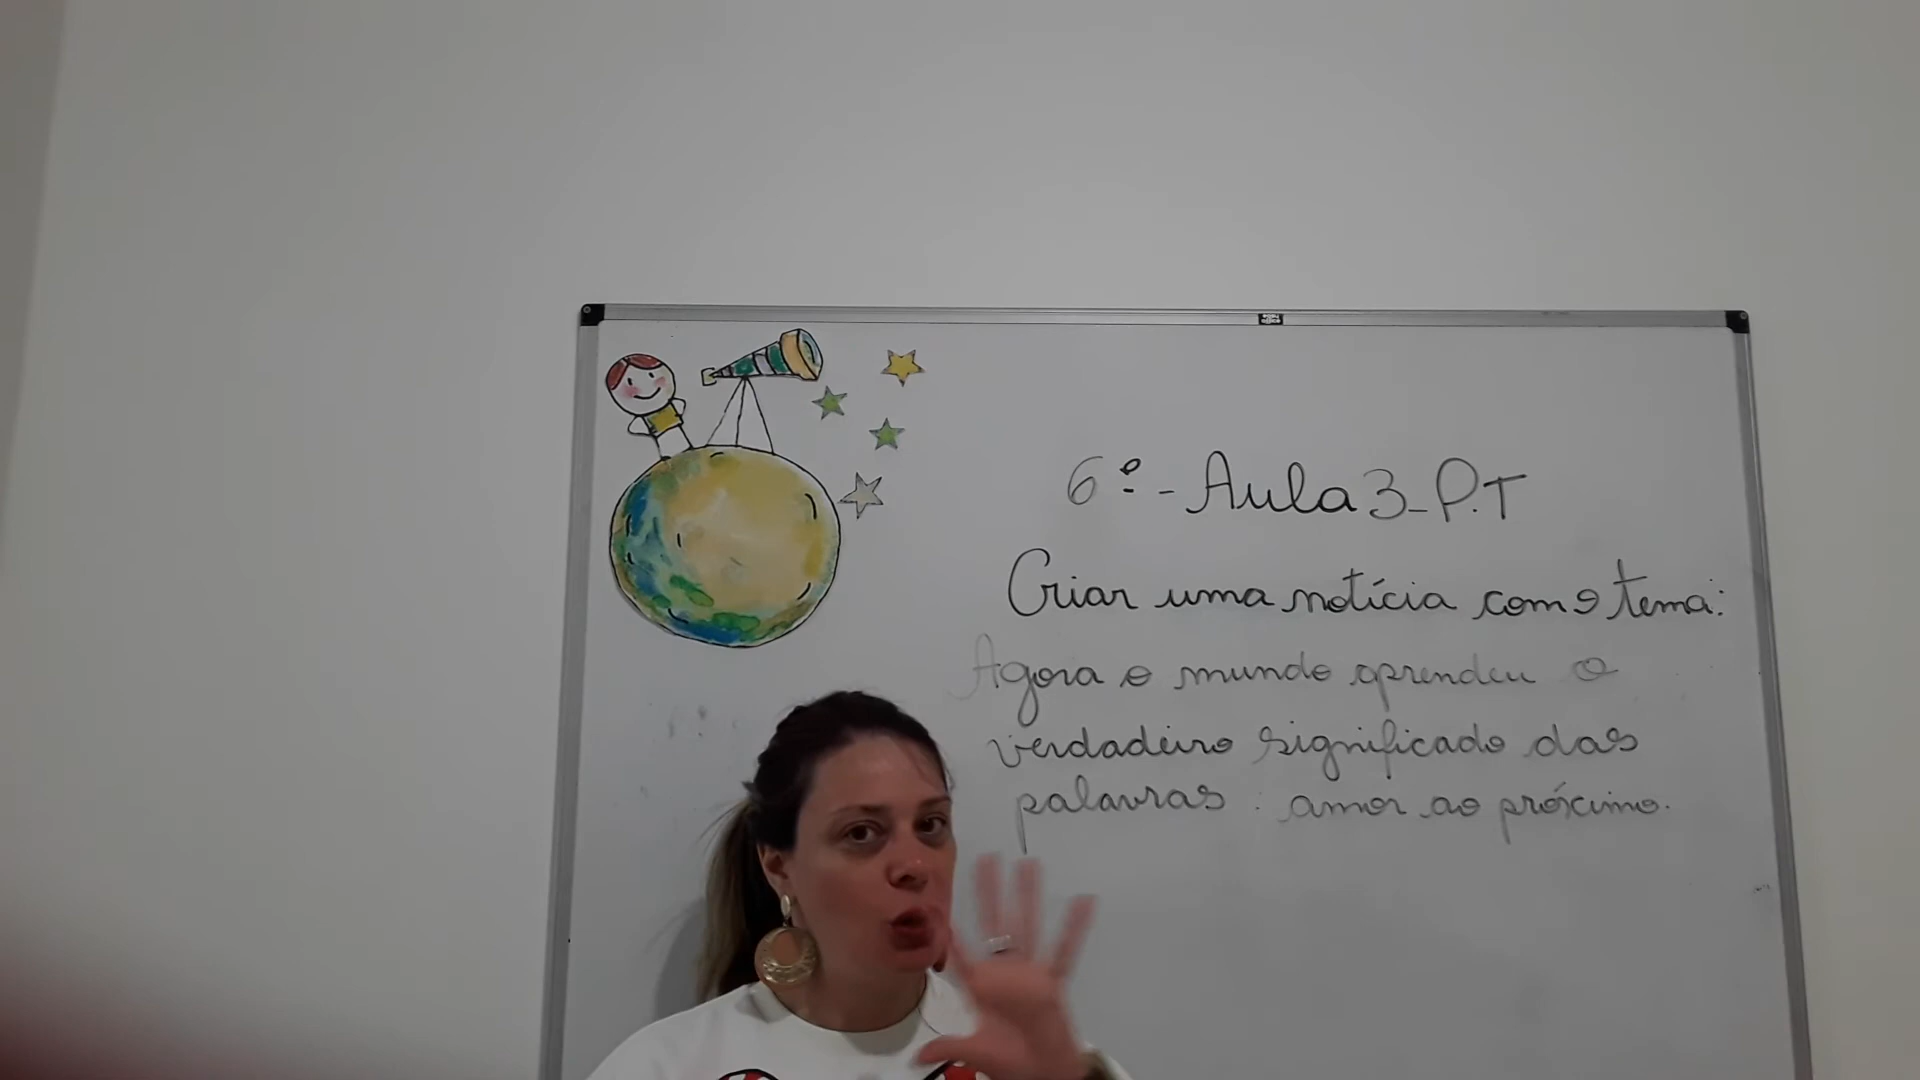 6º - Aula 3 - P.T
Criar uma notícia com o tema:
Agora o mundo aprendeu o
verdadeiro significado das
palavras : amor ao próximo.